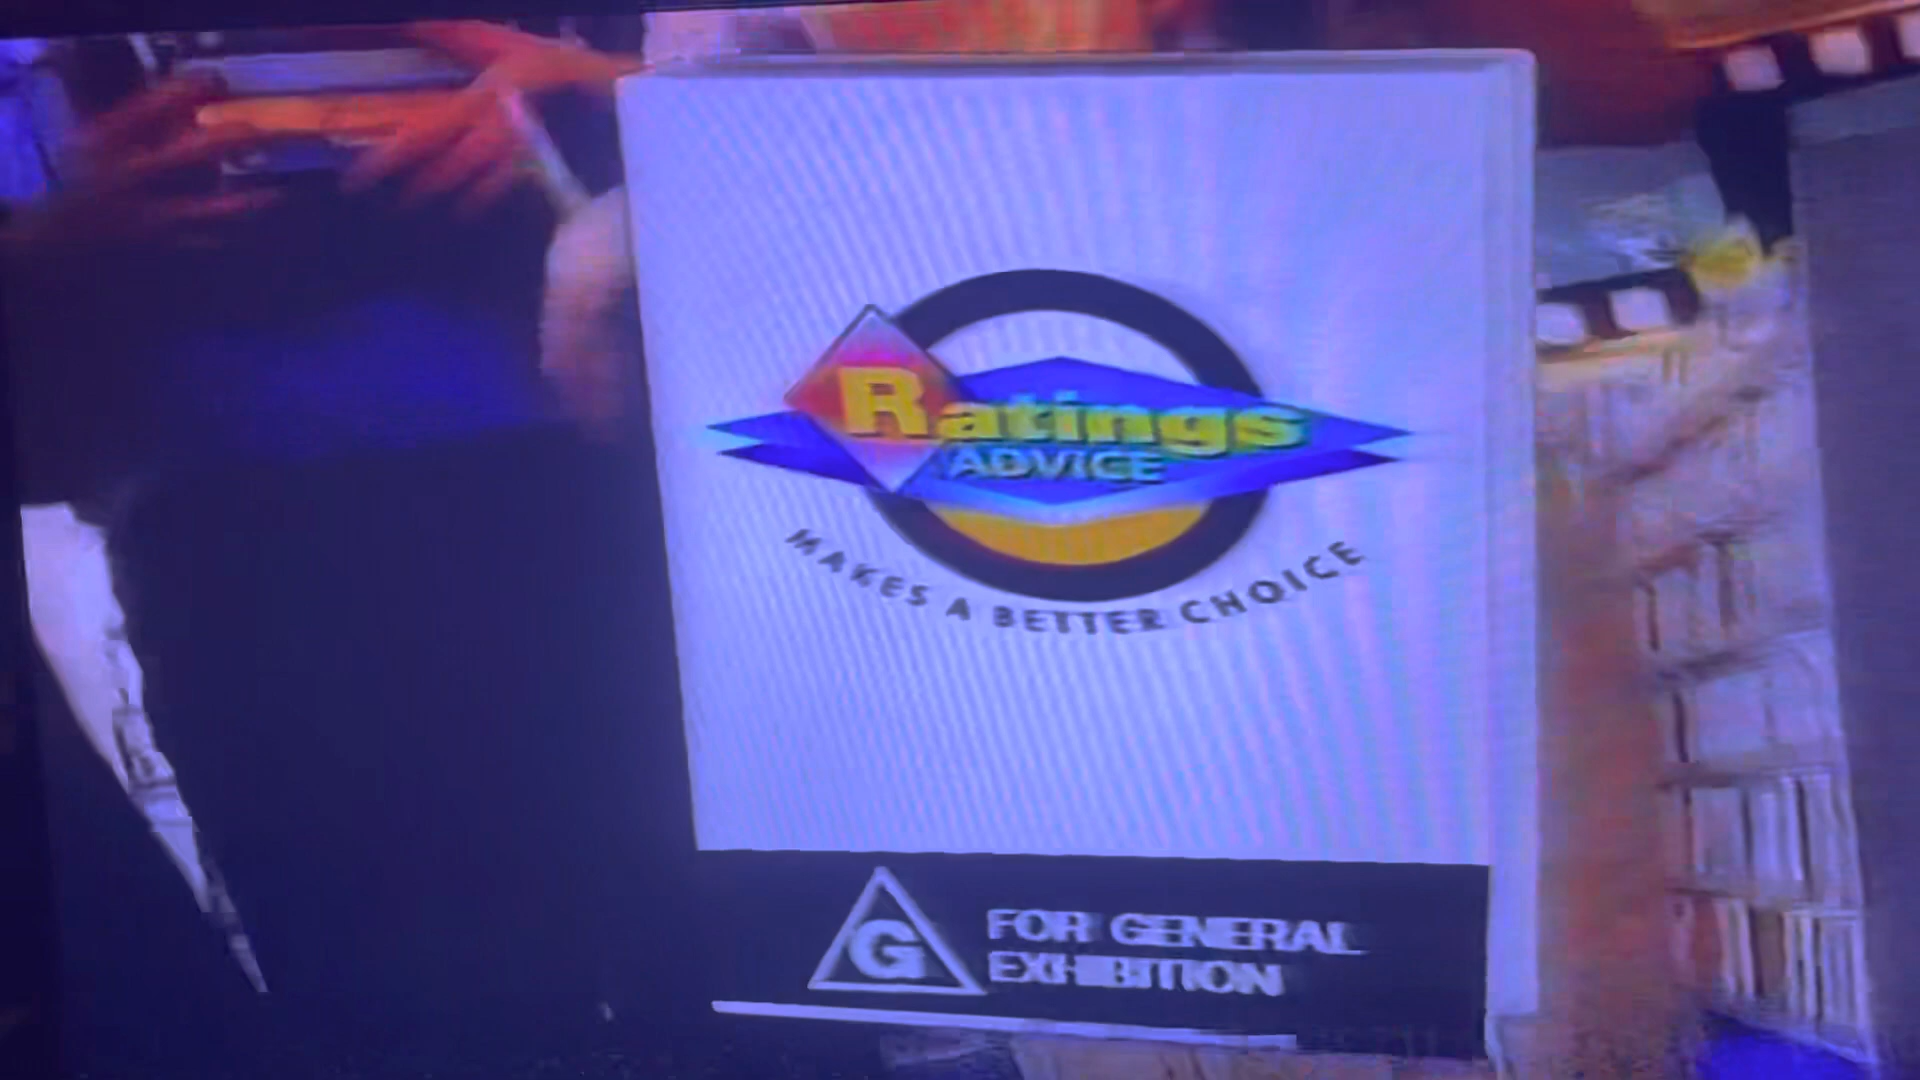 Ratings
ADVICE
MAKES A BETTER CHOICE
G
FOR GENERAL
EXHIBITION